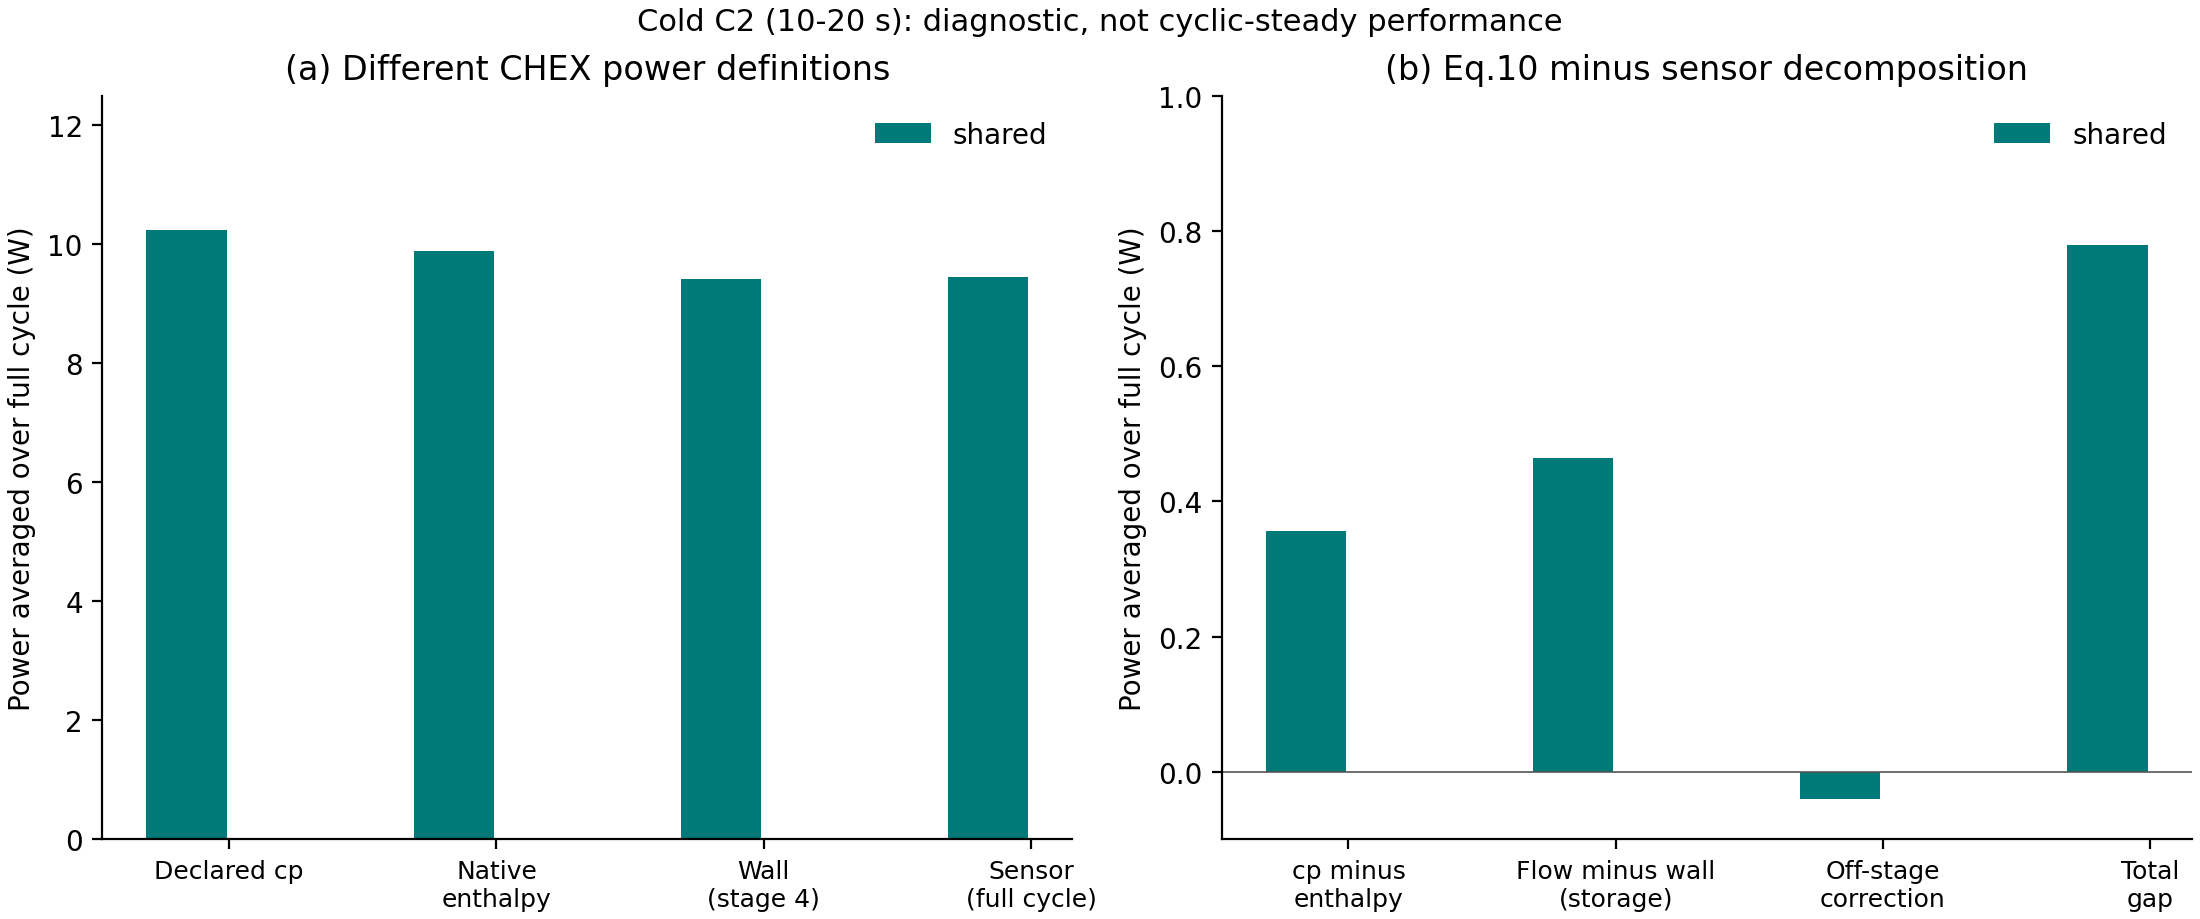 Cold C2 (10-20 s): diagnostic, not cyclic-steady performance
(a) Different CHEX power definitions
shared
Power averaged over full cycle (W)
12
10
8
6
4
2
0
Declared cp
Native
enthalpy
Wall
(stage 4)
Sensor
(full cycle)
(b) Eq.10 minus sensor decomposition
shared
Power averaged over full cycle (W)
1.0
0.8
0.6
0.4
0.2
0.0
cp minus
enthalpy
Flow minus wall
(storage)
Off-stage
correction
Total
gap